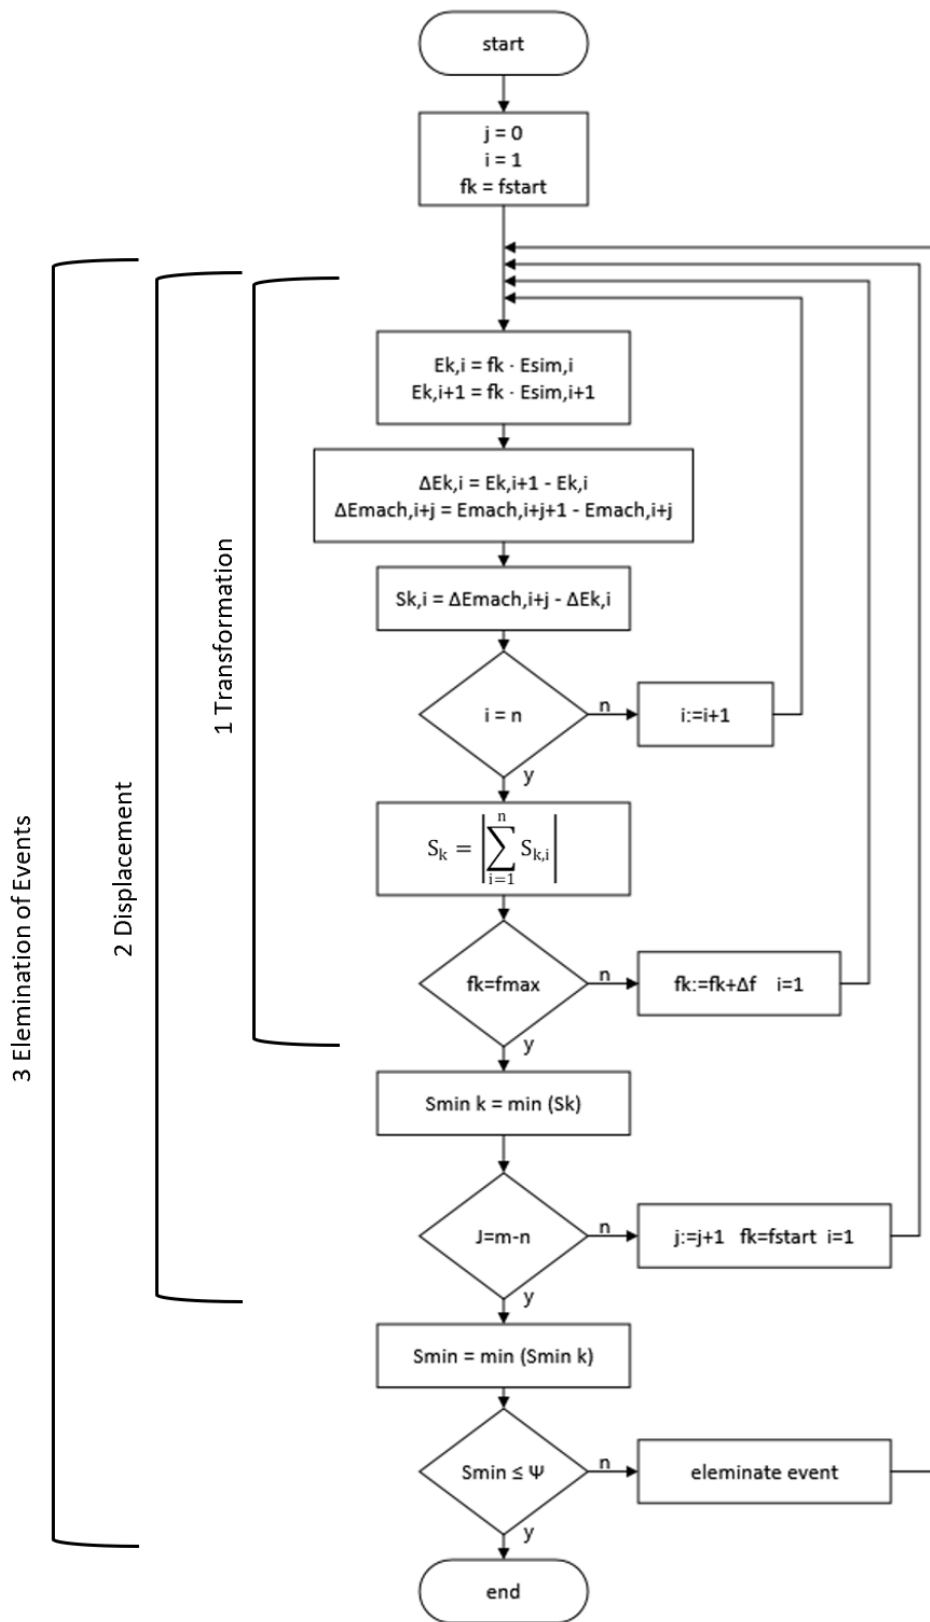 start
j = 0
i = 1
fk = fstart
Ek,i = fk · Esim,i
Ek,i+1 = fk · Esim,i+1
ΔEk,i = Ek,i+1 - Ek,i
ΔEmach,i+j = Emach,i+j+1 - Emach,i+j
Sk,i = ΔEmach,i+j - ΔEk,i
i = n
n
i:=i+1
y
S_k = |∑_{i=1}^{n} S_{k,i}|
fk=fmax
n
fk:=fk+Δf i=1
y
Smin k = min (Sk)
J=m-n
n
j:=j+1 fk=fstart i=1
y
Smin = min (Smin k)
Smin ≤ Ψ
n
eleminate event
y
end
1 Transformation
2 Displacement
3 Elemination of Events